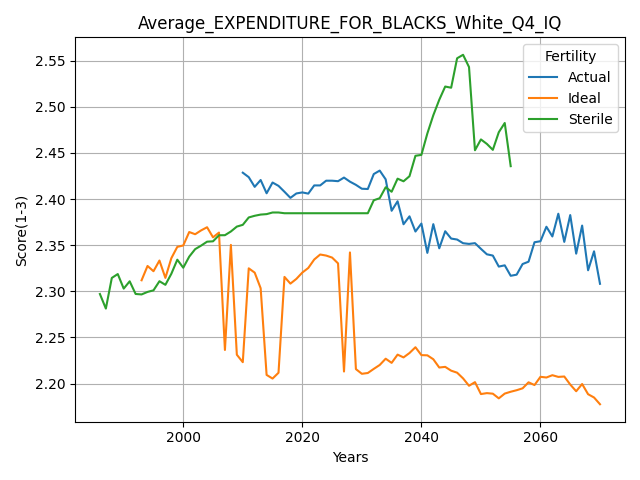 Average_EXPENDITURE_FOR_BLACKS_White_Q4_IQ
Fertility
Actual
Ideal
Sterile
Score(1-3)
2.55
2.50
2.45
2.40
2.35
2.30
2.25
2.20
2000
2020
2040
2060
Years